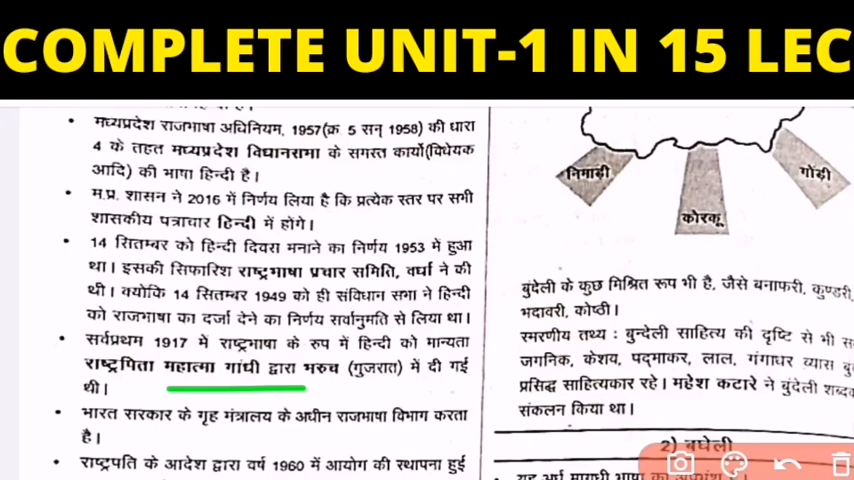 COMPLETE UNIT-1 IN 15 LEC
मध्यप्रदेश राजभाषा अधिनियम, 1957(क्र. 5 सन् 1958) की धारा
4 के तहत मध्यप्रदेश विधानसभा के समस्त कार्यो(विधेयक
आदि) की भाषा हिन्दी है।
म.प्र. शासन ने 2016 में निर्णय लिया है कि प्रत्येक स्तर पर सभी
शासकीय पत्राचार हिन्दी में होंगे।
14 सितम्बर को हिन्दी दिवस मनाने का निर्णय 1953 में हुआ
था। इसकी सिफारिश राष्ट्रभाषा प्रचार समिति, वर्धा ने की
थी। क्योकि 14 सितम्बर 1949 को ही संविधान सभा ने हिन्दी
को राजभाषा का दर्जा देने का निर्णय सर्वानुमति से लिया था।
सर्वप्रथम 1917 में राष्ट्रभाषा के रुप में हिन्दी को मान्यता
राष्ट्रपिता महात्मा गांधी द्वारा भरुच (गुजरात) में दी गई
थी।
भारत सरकार के गृह मंत्रालय के अधीन राजभाषा विभाग करता
है।
राष्ट्रपति के आदेश द्वारा वर्ष 1960 में आयोग की स्थापना हुई
निमाड़ी
कोरकू
गोंड़ी
बुंदेली के कुछ मिश्रित रूप भी है, जैसे बनाफरी, कुण्डरी,
भदावरी, कोष्ठी।
स्मरणीय तथ्य : बुन्देली साहित्य की दृष्टि से भी स
जगनिक, केशव, पद्माकर, लाल, गंगाधर व्यास बु
प्रसिद्ध साहित्यकार रहे। महेश कटारे ने बुंदेली शब्द
संकलन किया था।
2) बघेली
यह अर्ध मागधी भाषा का अपभ्रंश है।